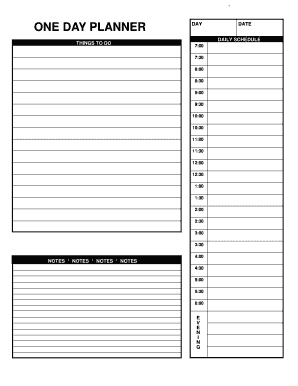 ONE DAY PLANNER
THINGS TO DO
NOTES * NOTES * NOTES * NOTES
DAY DATE
DAILY SCHEDULE
7:00
7:30
8:00
8:30
9:00
9:30
10:00
10:30
11:00
11:30
12:00
12:30
1:00
1:30
2:00
2:30
3:00
3:30
4:00
4:30
5:00
5:30
6:00
E
V
E
N
I
N
G